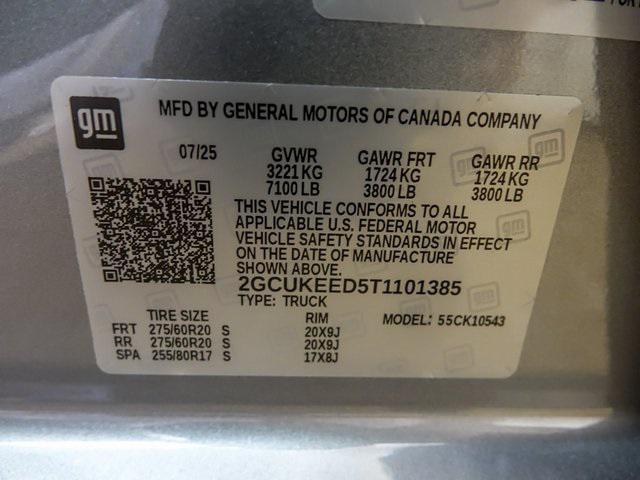 gm
MFD BY GENERAL MOTORS OF CANADA COMPANY
07/25 GVWR GAWR FRT GAWR RR
3221 KG 1724 KG 1724 KG
7100 LB 3800 LB 3800 LB
THIS VEHICLE CONFORMS TO ALL
APPLICABLE U.S. FEDERAL MOTOR
VEHICLE SAFETY STANDARDS IN EFFECT
ON THE DATE OF MANUFACTURE
SHOWN ABOVE.
2GCUKEED5T1101385
TYPE: TRUCK
TIRE SIZE RIM MODEL: 55CK10543
FRT 275/60R20 S 20X9J
RR 275/60R20 S 20X9J
SPA 255/80R17 S 17X8J